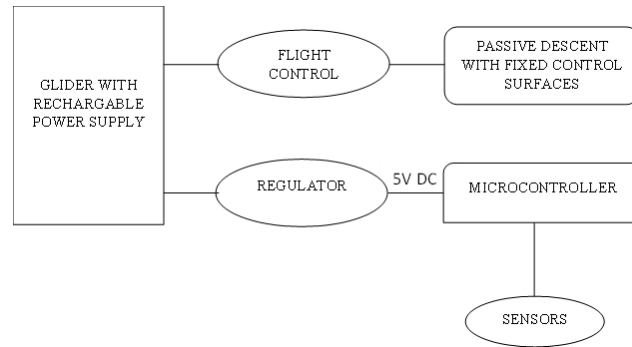 GLIDER WITH
RECHARGABLE
POWER SUPPLY
FLIGHT
CONTROL
PASSIVE DESCENT
WITH FIXED CONTROL
SURFACES
REGULATOR
5V DC
MICROCONTROLLER
SENSORS